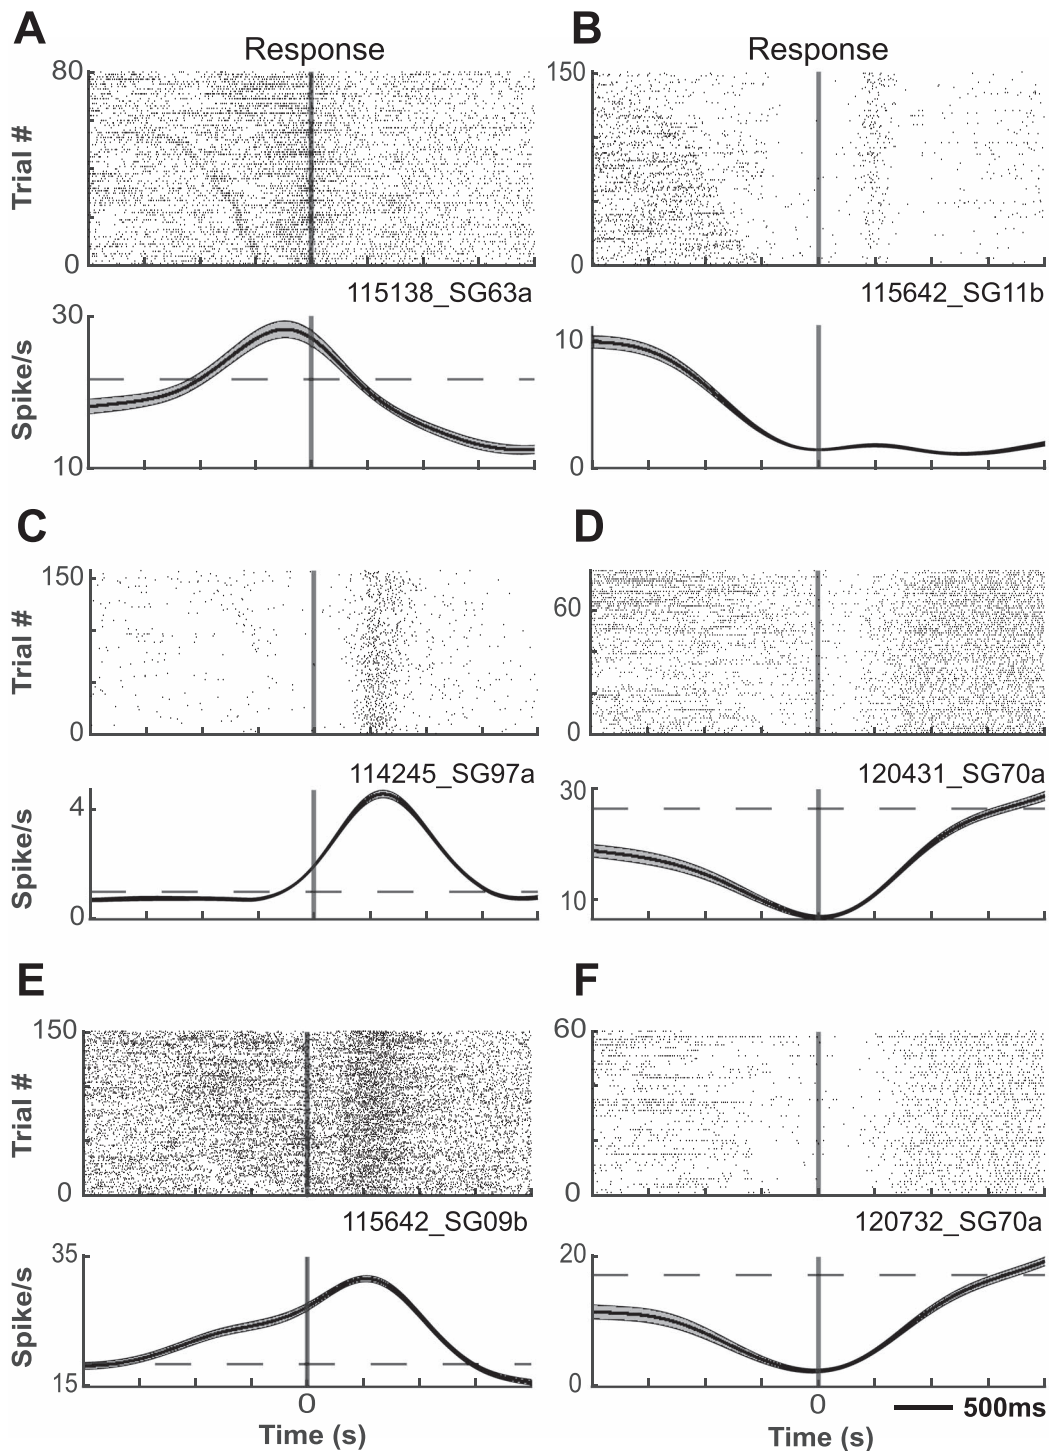 A
B
Response
Response
80
Trial #
0
150
0
115138_SG63a
115642_SG11b
30
Spike/s
10
10
0
C
D
150
Trial #
0
60
0
114245_SG97a
120431_SG70a
4
Spike/s
0
30
10
E
F
150
Trial #
0
60
0
115642_SG09b
120732_SG70a
35
Spike/s
15
20
0
0
0
500ms
Time (s)
Time (s)